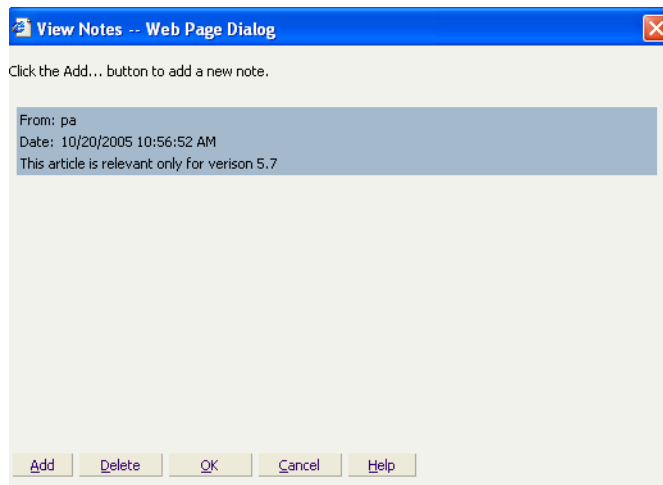 View Notes -- Web Page Dialog
Click the Add... button to add a new note.
From: pa
Date: 10/20/2005 10:56:52 AM
This article is relevant only for verison 5.7
Add Delete OK Cancel Help